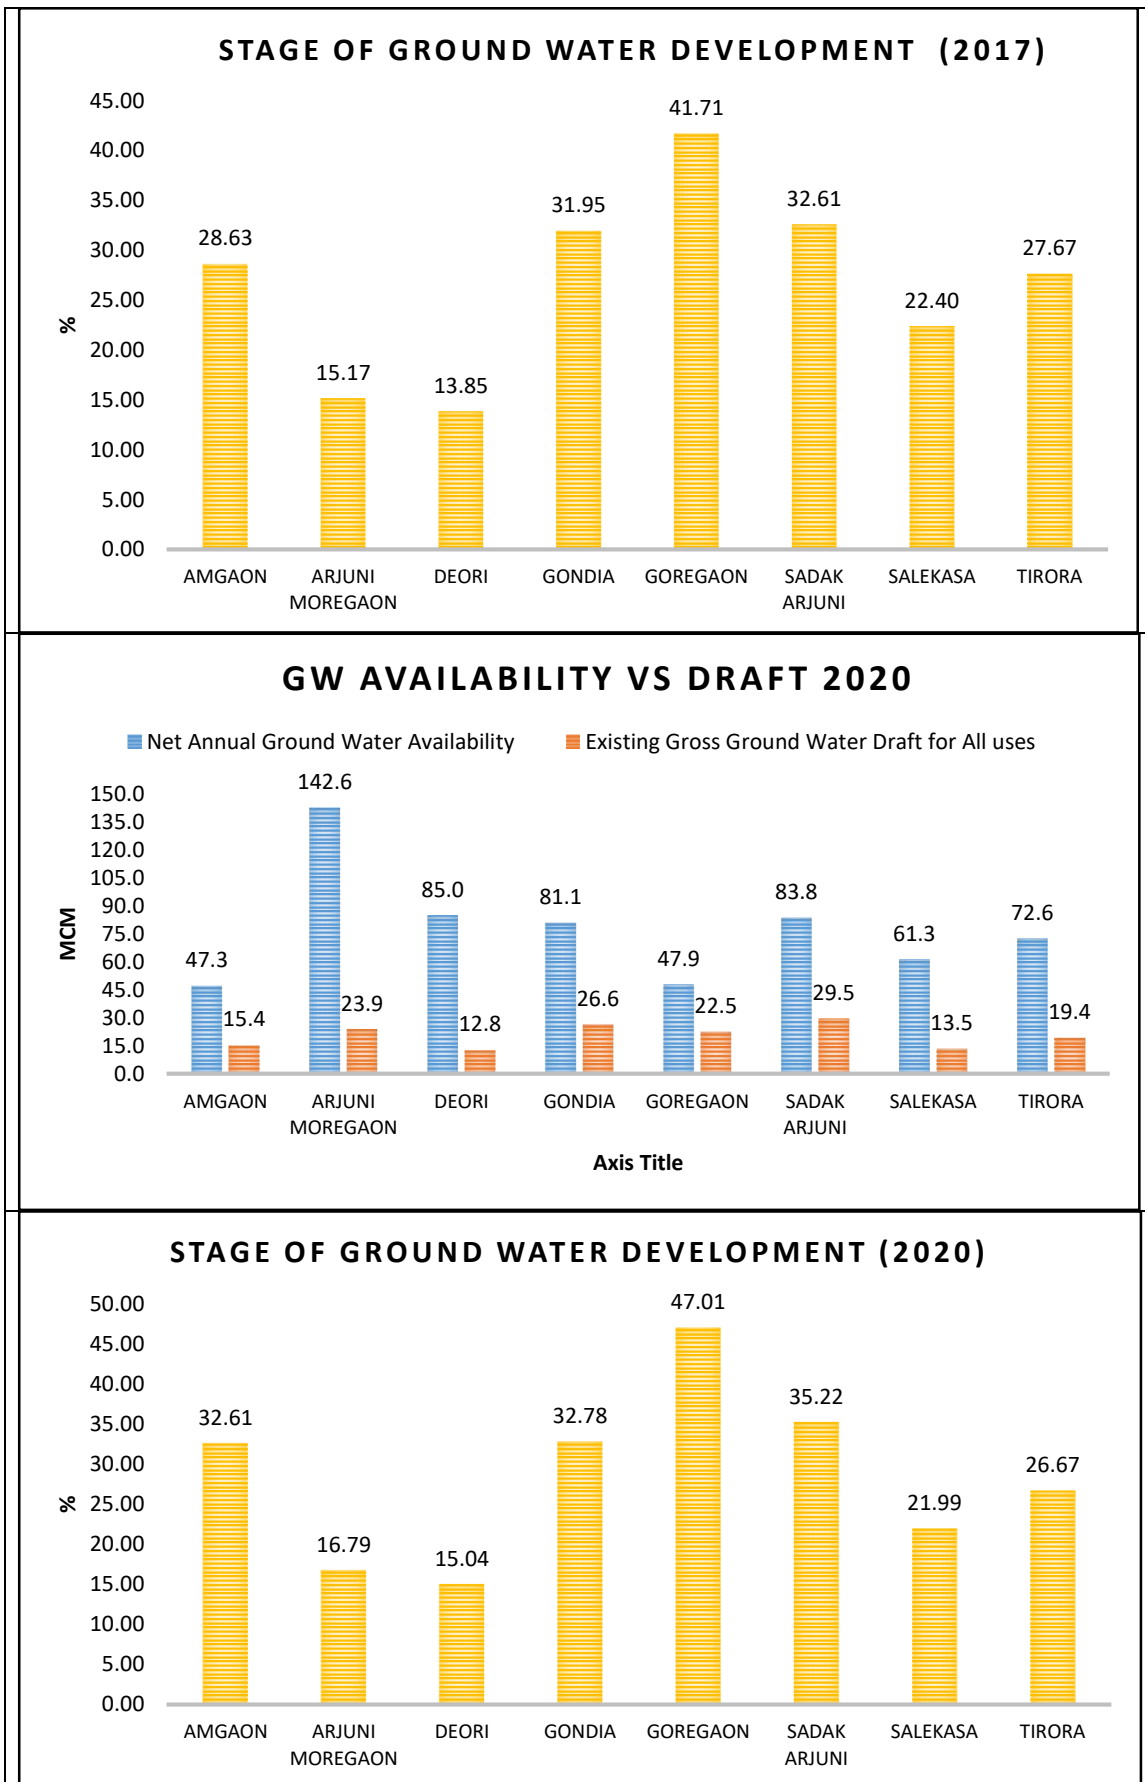 STAGE OF GROUND WATER DEVELOPMENT (2017)
45.00
40.00
35.00
30.00
25.00
20.00
15.00
10.00
5.00
0.00
%
28.63
15.17
13.85
31.95
41.71
32.61
22.40
27.67
AMGAON
ARJUNI
MOREGAON
DEORI
GONDIA
GOREGAON
SADAK
ARJUNI
SALEKASA
TIRORA
GW AVAILABILITY VS DRAFT 2020
Net Annual Ground Water Availability
Existing Gross Ground Water Draft for All uses
150.0
135.0
120.0
105.0
90.0
75.0
60.0
45.0
30.0
15.0
0.0
MCM
47.3
15.4
142.6
23.9
85.0
12.8
81.1
26.6
47.9
22.5
83.8
29.5
61.3
13.5
72.6
19.4
AMGAON
ARJUNI
MOREGAON
DEORI
GONDIA
GOREGAON
SADAK
ARJUNI
SALEKASA
TIRORA
Axis Title
STAGE OF GROUND WATER DEVELOPMENT (2020)
50.00
45.00
40.00
35.00
30.00
25.00
20.00
15.00
10.00
5.00
0.00
%
32.61
16.79
15.04
32.78
47.01
35.22
21.99
26.67
AMGAON
ARJUNI
MOREGAON
DEORI
GONDIA
GOREGAON
SADAK
ARJUNI
SALEKASA
TIRORA